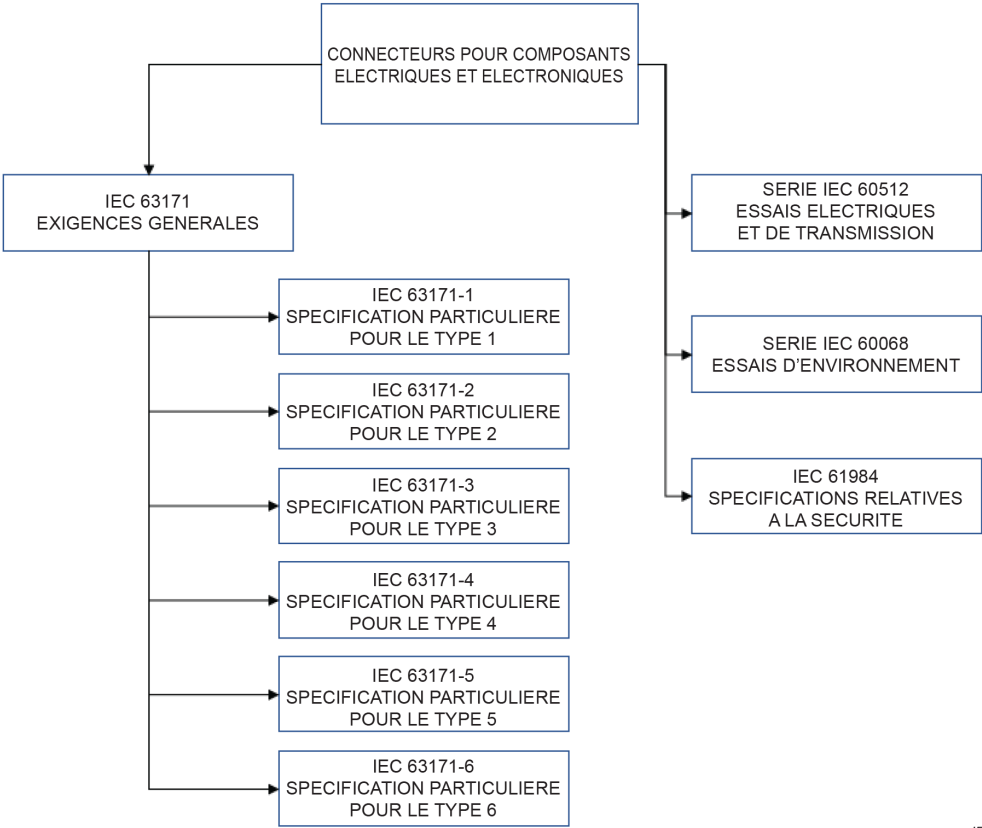 CONNECTEURS POUR COMPOSANTS
ELECTRIQUES ET ELECTRONIQUES
IEC 63171
EXIGENCES GENERALES
SERIE IEC 60512
ESSAIS ELECTRIQUES
ET DE TRANSMISSION
IEC 63171-1
SPECIFICATION PARTICULIERE
POUR LE TYPE 1
SERIE IEC 60068
ESSAIS D’ENVIRONNEMENT
IEC 63171-2
SPECIFICATION PARTICULIERE
POUR LE TYPE 2
IEC 63171-3
SPECIFICATION PARTICULIERE
POUR LE TYPE 3
IEC 61984
SPECIFICATIONS RELATIVES
A LA SECURITE
IEC 63171-4
SPECIFICATION PARTICULIERE
POUR LE TYPE 4
IEC 63171-5
SPECIFICATION PARTICULIERE
POUR LE TYPE 5
IEC 63171-6
SPECIFICATION PARTICULIERE
POUR LE TYPE 6